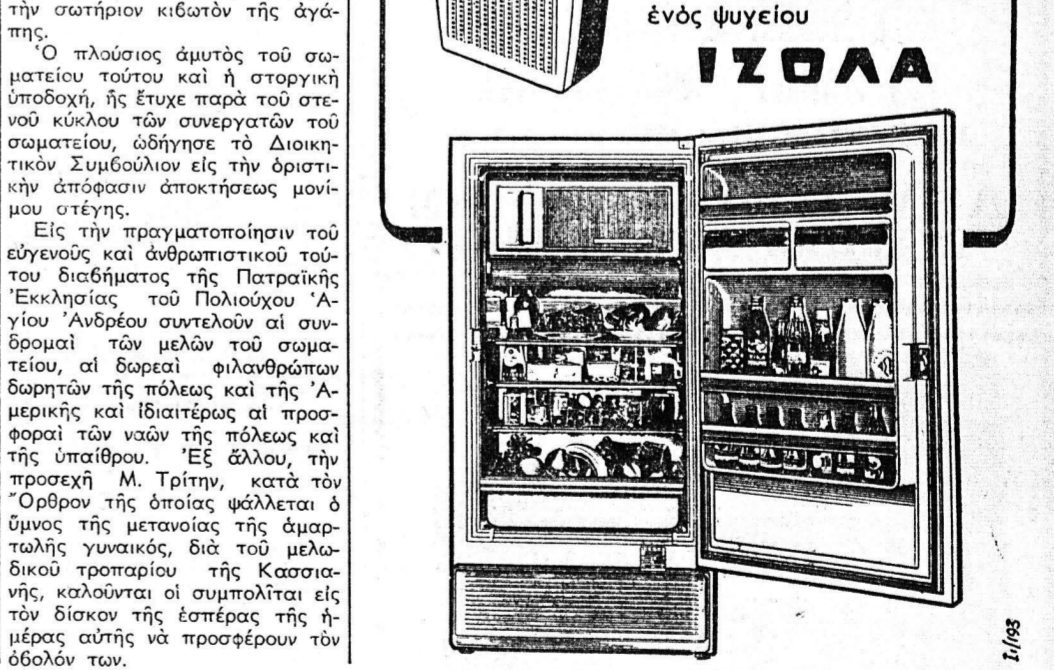 τὴν σωτήριον κιβωτὸν τῆς ἀγά-
πης.
Ὁ πλούσιος ἀμυτὸς τοῦ σω-
ματείου τούτου καὶ ἡ στοργικὴ
ὑποδοχή, ἧς ἔτυχε παρὰ τοῦ στε-
νοῦ κύκλου τῶν συνεργατῶν τοῦ
σωματείου, ὡδήγησε τὸ Διοικη-
τικὸν Συμβούλιον εἰς τὴν ὁριστι-
κὴν ἀπόφασιν ἀποκτήσεως μονί-
μου στέγης.
Εἰς τὴν πραγματοποίησιν τοῦ
εὐγενοῦς καὶ ἀνθρωπιστικοῦ τού-
του διαβήματος τῆς Πατραϊκῆς
Ἐκκλησίας τοῦ Πολιούχου Ἁ-
γίου Ἀνδρέου συντελοῦν αἱ συν-
δρομαὶ τῶν μελῶν τοῦ σωμα-
τείου, αἱ δωρεαὶ φιλανθρώπων
δωρητῶν τῆς πόλεως καὶ τῆς Ἀ-
μερικῆς καὶ ἰδιαιτέρως αἱ προσ-
φοραὶ τῶν ναῶν τῆς πόλεως καὶ
τῆς ὑπαίθρου. Ἐξ ἄλλου, τὴν
προσεχῆ Μ. Τρίτην, κατὰ τὸν
Ὄρθρον τῆς ὁποίας ψάλλεται ὁ
ὕμνος τῆς μετανοίας τῆς ἁμαρ-
τωλῆς γυναικός, διὰ τοῦ μελω-
δικοῦ τροπαρίου τῆς Κασσια-
νῆς, καλοῦνται οἱ συμπολῖται εἰς
τὸν δίσκον τῆς ἑσπέρας τῆς ἡ-
μέρας αὐτῆς νὰ προσφέρουν τὸν
ὀβολόν των.
ἑνὸς ψυγείου
ΙΖΟΛΑ